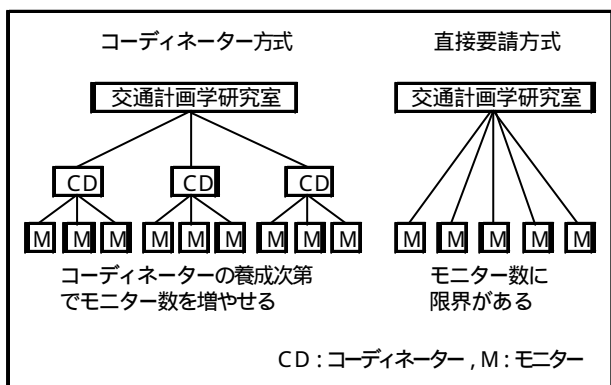 コーディネーター方式
交通計画学研究室
CD CD CD
M M M M M M M M M
コーディネーターの養成次第
でモニター数を増やせる
直接要請方式
交通計画学研究室
M M M M M
モニター数に
限界がある
CD:コーディネーター,M:モニター